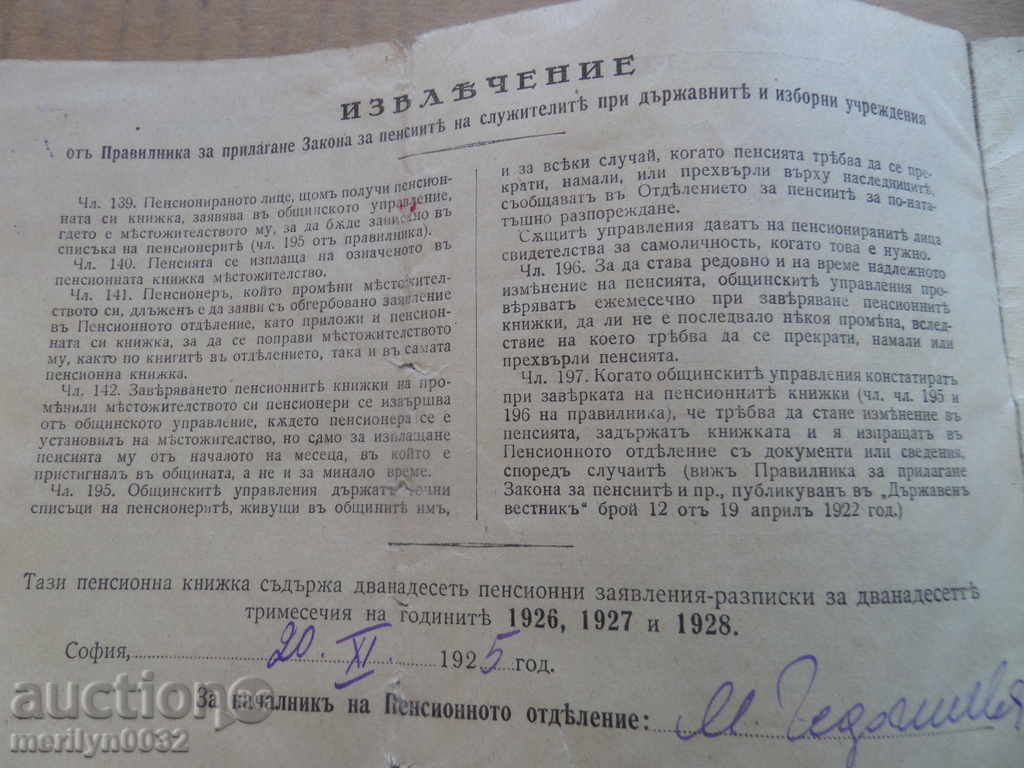 ИЗВЛѢЧЕНИЕ
отъ Правилника за прилагане Закона за пенсиитѣ на служителитѣ при държавнитѣ и изборни учреждения
Чл. 139. Пенсионираното лице, щомъ получи пенсион-
ната си книжка, заявява въ общинското управление,
гдето е мѣстожителството му, за да бѫде записано въ
списъка на пенсионеритѣ (чл. 195 отъ правилника).
Чл. 140. Пенсията се изплаща на означеното въ
пенсионната книжка мѣстожителство.
Чл. 141. Пенсионеръ, който промѣни мѣстожител-
ството си, длъженъ е да заяви съ обгербовано заявление
въ Пенсионното отдѣление, като приложи и пенсион-
ната си книжка, за да се поправи мѣстожителството
му, както по книгитѣ въ отдѣлението, така и въ самата
пенсионна книжка.
Чл. 142. Завѣряването пенсионнитѣ книжки на про-
мѣнили мѣстожителството си пенсионери се извършва
отъ общинското управление, кѫдето пенсионера се е
установилъ на мѣстожителство, но само за изплащане
пенсията му отъ началото на месеца, въ който е
пристигналъ въ общината, а не и за минало време.
Чл. 195. Общинскитѣ управления държатъ точни
списъци на пенсионеритѣ, живущи въ общинитѣ имъ,
и за всѣки случай, когато пенсията трѣбва да се пре-
крати, намали, или прехвърли върху наследницитѣ,
съобщаватъ въ Отдѣлението за пенсиитѣ за по-ната-
тъшно разпореждане.
Сѫщитѣ управления даватъ на пенсиониранитѣ лица
свидетелства за самоличность, когато това е нужно.
Чл. 196. За да става редовно и на време надлежното
измѣнение на пенсията, общинскитѣ управления про-
вѣряватъ ежемесечно при завѣряване пенсионнитѣ
книжки, да ли не е последвало нѣкоя промѣна, вслед-
ствие на което трѣбва да се прекрати, намали или
прехвърли пенсията.
Чл. 197. Когато общинскитѣ управления констатиратъ
при завѣрката на пенсионнитѣ книжки (чл. чл. 195 и
196 на правилника), че трѣбва да стане измѣнение въ
пенсията, задържатъ книжката и я изпращатъ въ
Пенсионното отдѣление съ документи или сведения,
споредъ случаитѣ (вижъ Правилника за прилагане
Закона за пенсиитѣ и пр., публикуванъ въ „Държавенъ
вестникъ“ брой 12 отъ 19 априлъ 1922 год.)
Тази пенсионна книжка съдържа дванадесеть пенсионни заявления-разписки за дванадесеттѣ
тримесечия на годинитѣ 1926, 1927 и 1928.
София, 20. XI. 1925 год.
За началникъ на Пенсионното отдѣление:
auction
merilyn0032